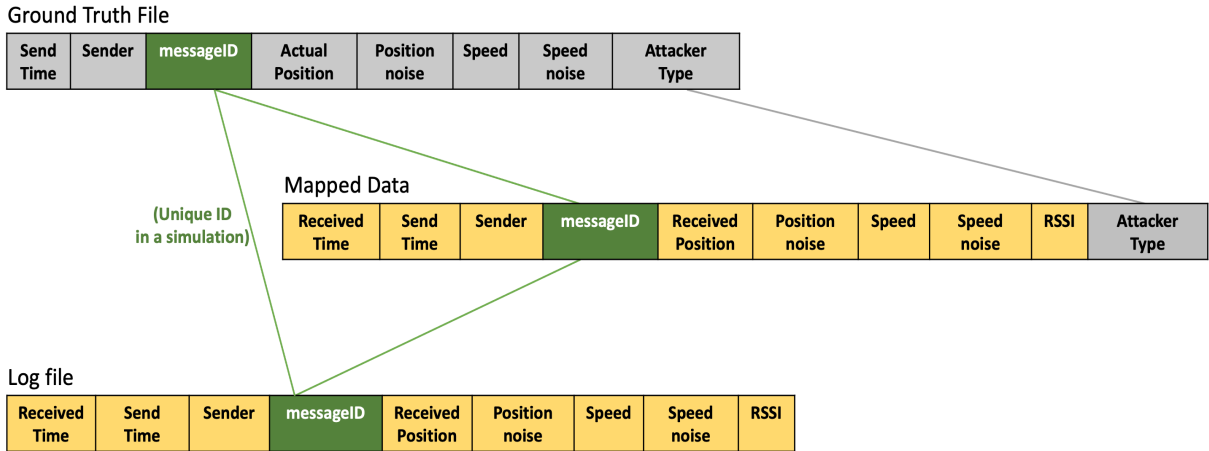 Ground Truth File
Send Time
Sender
messageID
Actual Position
Position noise
Speed
Speed noise
Attacker Type
Mapped Data
Received Time
Send Time
Sender
messageID
Received Position
Position noise
Speed
Speed noise
RSSI
Attacker Type
(Unique ID
in a simulation)
Log file
Received Time
Send Time
Sender
messageID
Received Position
Position noise
Speed
Speed noise
RSSI